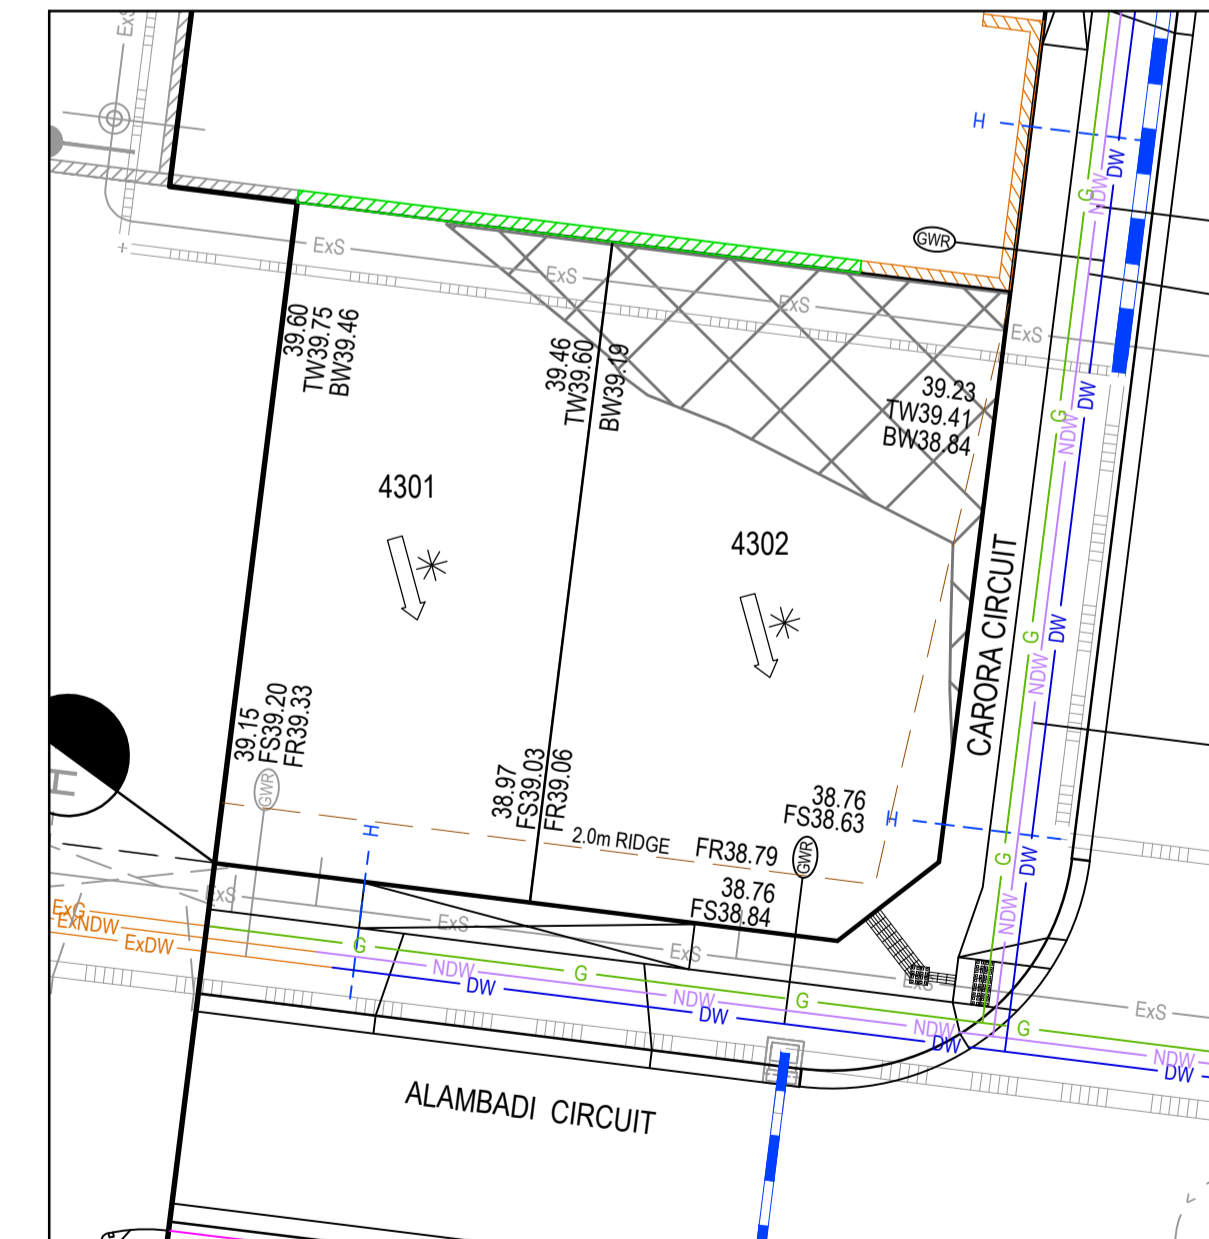 ExS
H
GWR
DW
G
NDW
ExS
ExS
ExS
ExS
39.60
TW39.75
BW39.46
39.46
TW39.60
BW39.19
39.23
TW39.41
BW38.84
G
DW
NDW
4301
4302
CARORA CIRCUIT
G
DW
NDW
39.15
FS39.20
FR39.33
GWR
38.97
FS39.03
FR39.06
38.76
FS38.63
H
H
H
2.0m RIDGE
FR38.79
GWR
G
DW
NDW
38.76
FS38.84
ExS
ExS
ExS
ExS
ExS
ExG
ExNDW
ExDW
G
NDW
DW
G
NDW
DW
G
NDW
DW
G
NDW
DW
ALAMBADI CIRCUIT